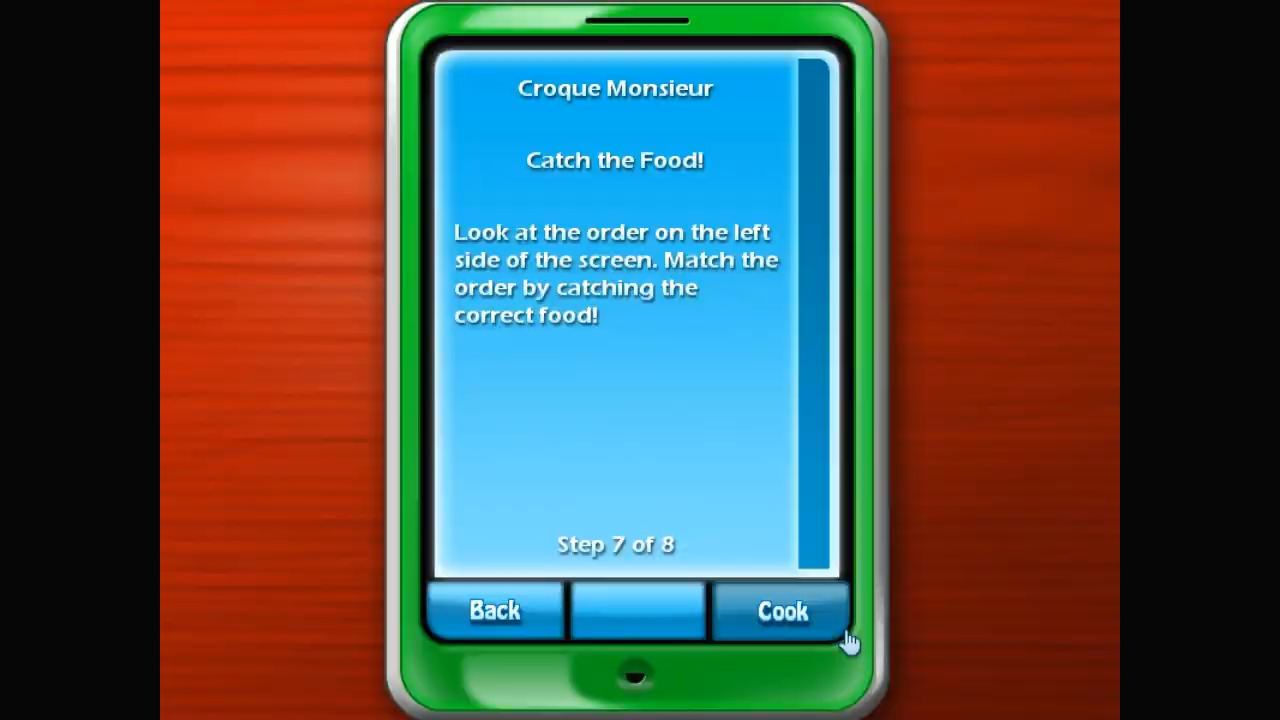 Croque Monsieur
Catch the Food!
Look at the order on the left
side of the screen. Match the
order by catching the
correct food!
Step 7 of 8
Back
Cook